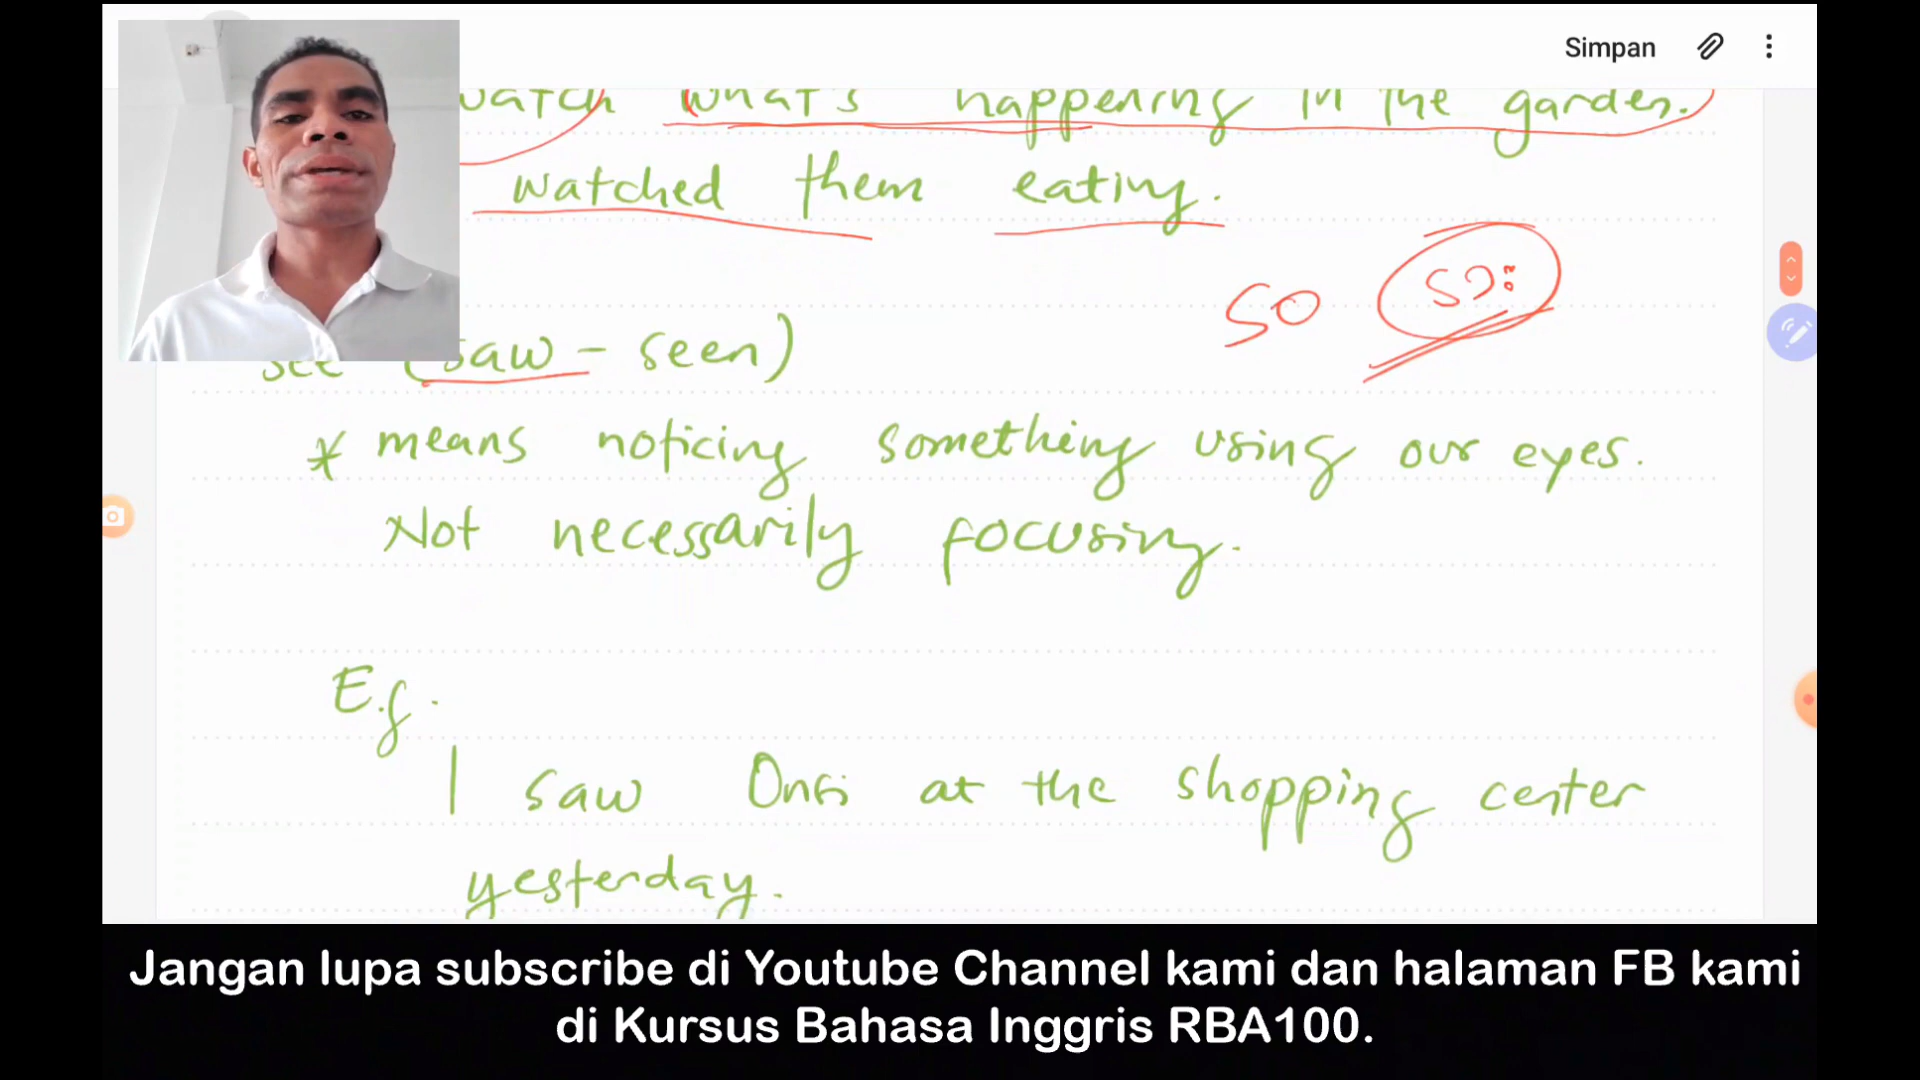 Simpan
watch what's happening in the garden.
watched them eating.
so
see (saw - seen)
* means noticing something using our eyes.
Not necessarily focusing.
E.g.
I saw at the shopping center
yesterday.
Jangan lupa subscribe di Youtube Channel kami dan halaman FB kami
di Kursus Bahasa Inggris RBA100.